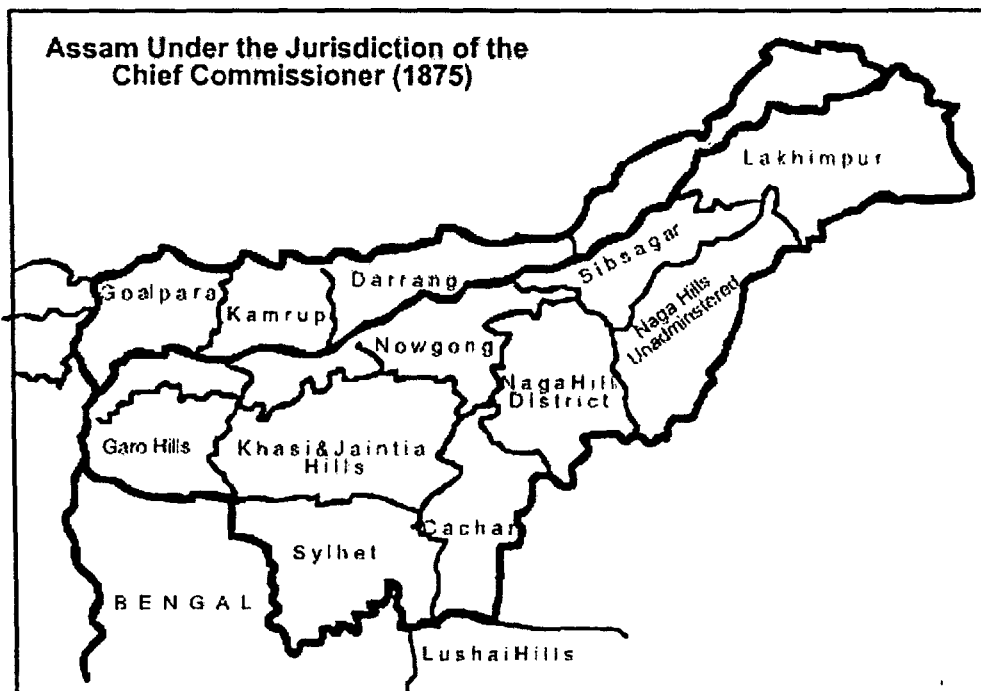 Assam Under the Jurisdiction of the
Chief Commissioner (1875)
Lakhimpur
Sibsagar
Darrang
Goalpara
Kamrup
Naga Hills
Unadminstered
Nowgong
Naga Hill
District
Garo Hills
Khasi & Jaintia
Hills
Cachar
Sylhet
BENGAL
Lushai Hills